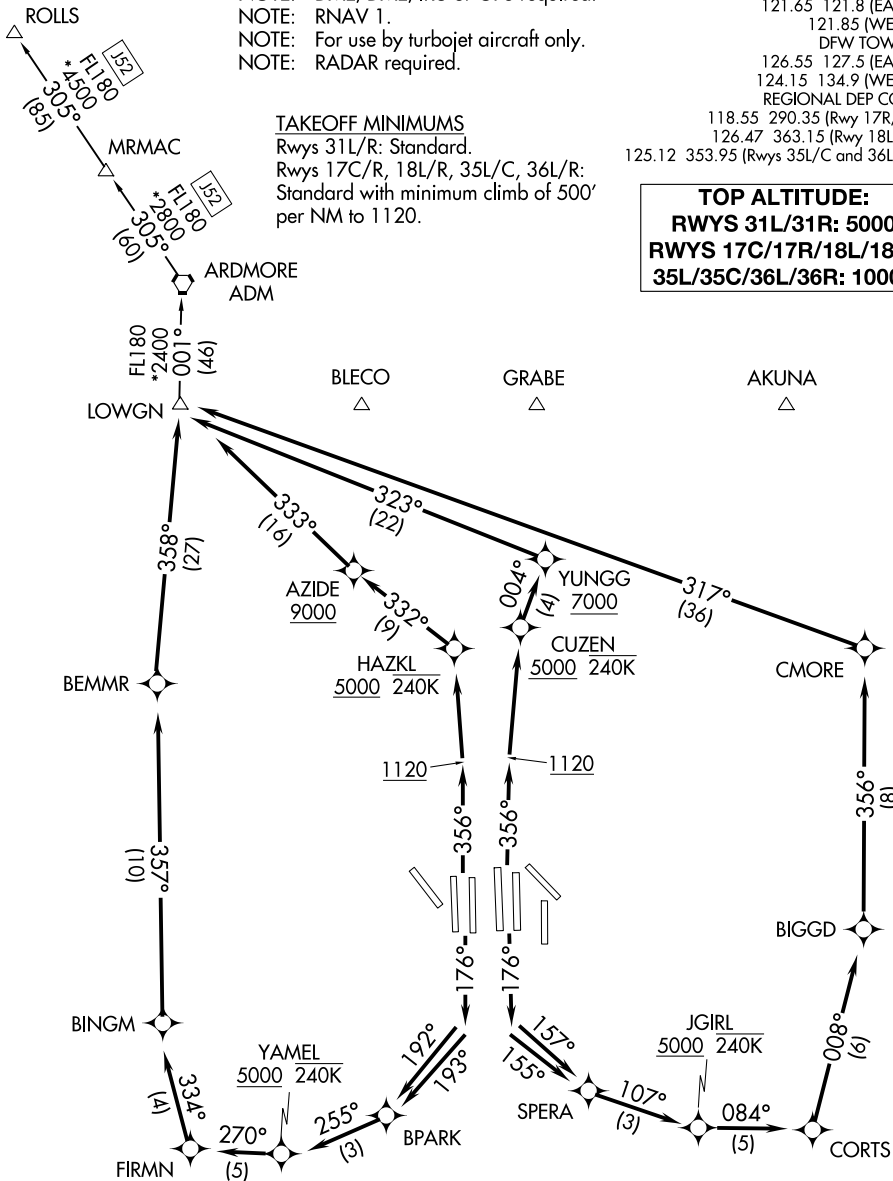 NOTE: RNAV 1.
NOTE: For use by turbojet aircraft only.
NOTE: RADAR required.
121.65 121.8 (EA
121.85 (WE
DFW TOW
126.55 127.5 (EA
124.15 134.9 (WE
REGIONAL DEP CO
118.55 290.35 (Rwy 17R/
126.47 363.15 (Rwy 18L
125.12 353.95 (Rwys 35L/C and 36L
TAKEOFF MINIMUMS
Rwys 31L/R: Standard.
Rwys 17C/R, 18L/R, 35L/C, 36L/R:
Standard with minimum climb of 500'
per NM to 1120.
TOP ALTITUDE:
RWYS 31L/31R: 5000
RWYS 17C/17R/18L/18
35L/35C/36L/36R: 1000
ROLLS
J52
FL180
*4500
305°
(85)
MRMAC
J52
FL180
*2800
305°
(60)
ARDMORE
ADM
FL180
*2400
001°
(46)
LOWGN
BLECO
GRABE
AKUNA
358°
(27)
333°
(16)
323°
(22)
317°
(36)
AZIDE
9000
332°
(9)
004°
(4)
YUNGG
7000
HAZKL
5000 240K
CUZEN
5000 240K
CMORE
BEMMR
1120
1120
356°
356°
356°
(8)
357°
(10)
BIGGD
176°
176°
BINGM
192°
193°
157°
155°
008°
(9)
334°
(4)
YAMEL
5000 240K
JGIRL
5000 240K
BPARK
SPERA
255°
(3)
270°
(5)
107°
(3)
084°
(5)
FIRMN
CORTS